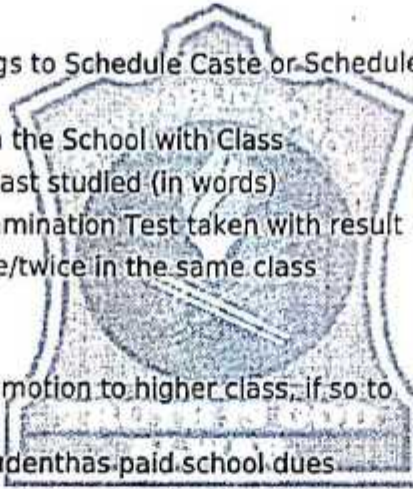 gs to Schedule Caste or Schedule
the School with Class
ast studied (in words)
mination Test taken with result
e/twice in the same class
motion to higher class, if so to
udenthas paid school dues